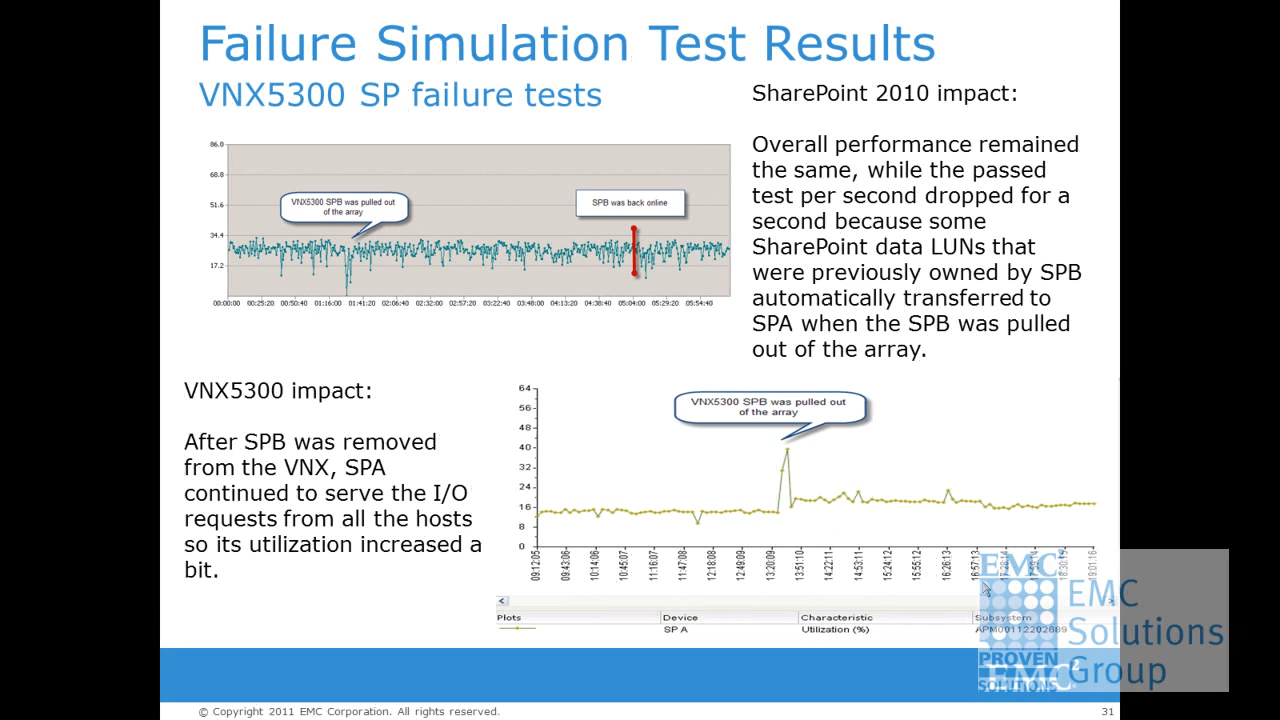 Failure Simulation Test Results
VNX5300 SP failure tests
SharePoint 2010 impact:
Overall performance remained
the same, while the passed
test per second dropped for a
second because some
SharePoint data LUNs that
were previously owned by SPB
automatically transferred to
SPA when the SPB was pulled
out of the array.
86.0
68.8
51.6
34.4
17.2
VNX5300 SPB was pulled out
of the array
SPB was back online
00:00:00 00:25:20 00:50:40 01:16:00 01:41:20 02:06:40 02:32:00 02:57:20 03:22:40 03:48:00 04:13:20 04:38:40 05:04:00 05:29:20 05:54:40
VNX5300 impact:
After SPB was removed
from the VNX, SPA
continued to serve the I/O
requests from all the hosts
so its utilization increased a
bit.
64
56
48
40
32
24
16
8
0
VNX5300 SPB was pulled out
of the array
09:12:05 09:43:06 10:14:06 10:45:07 11:16:07 11:47:08 12:18:08 12:49:09 13:20:09 13:51:10 14:22:11 14:53:11 15:24:12 15:55:12 16:26:13 16:57:13
Plots Device Characteristic Subsystem
SP A Utilization (%) APM00112202689
EMC²
PROVEN
SOLUTIONS
EMC
Solutions
Group
EMC²
© Copyright 2011 EMC Corporation. All rights reserved.
31